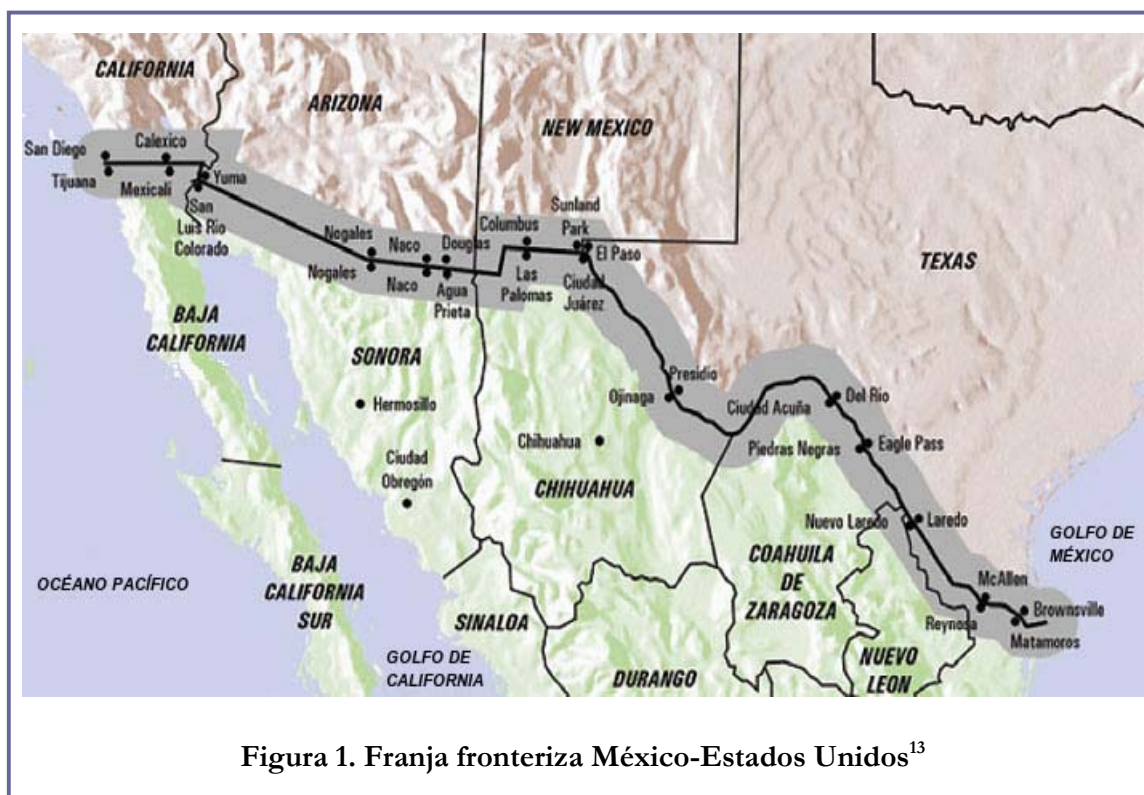 CALIFORNIA
ARIZONA
NEW MEXICO
TEXAS
San Diego
Calexico
Tijuana
Mexicali
Yuma
San
Luis Rio
Colorado
Nogales
Nogales
Naco
Naco
Douglas
Agua
Prieta
Columbus
Las
Palomas
Sunland
Park
El Paso
Ciudad
Juárez
BAJA
CALIFORNIA
SONORA
Hermosillo
Ciudad
Obregón
Chihuahua
CHIHUAHUA
Ojinaga
Presidio
Ciudad Acuña
Del Rio
Piedras Negras
Eagle Pass
Nuevo Laredo
Laredo
COAHUILA
DE
ZARAGOZA
McAllen
Reynosa
Brownsville
Matamoros
GOLFO DE
MÉXICO
OCÉANO PACÍFICO
BAJA
CALIFORNIA
SUR
GOLFO DE
CALIFORNIA
SINALOA
DURANGO
NUEVO
LEON
Figura 1. Franja fronteriza México-Estados Unidos13